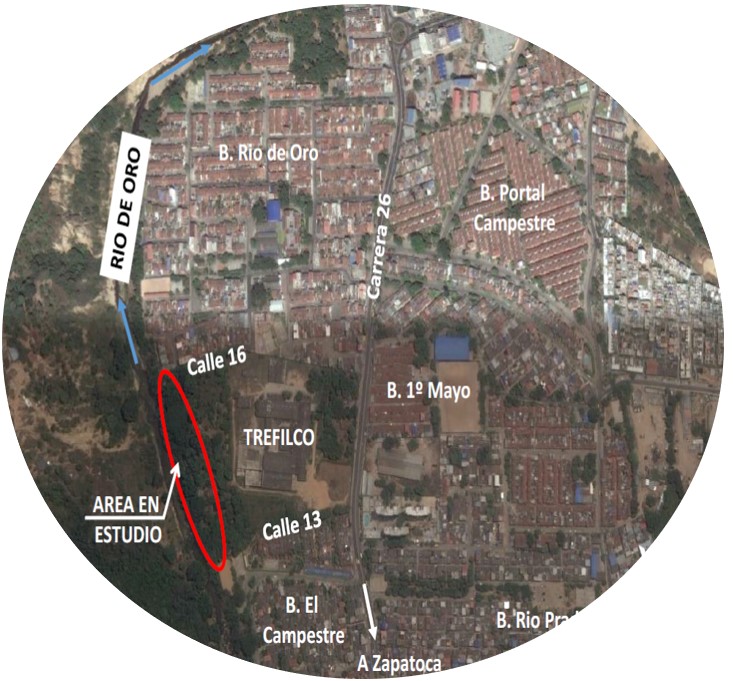 B. Rio de Oro
RIO DE ORO
B. Portal
Campestre
Carrera 26
Calle 16
B. 1º Mayo
TREFILCO
AREA EN
ESTUDIO
Calle 13
B. El
Campestre
B. Rio
A Zapatoca